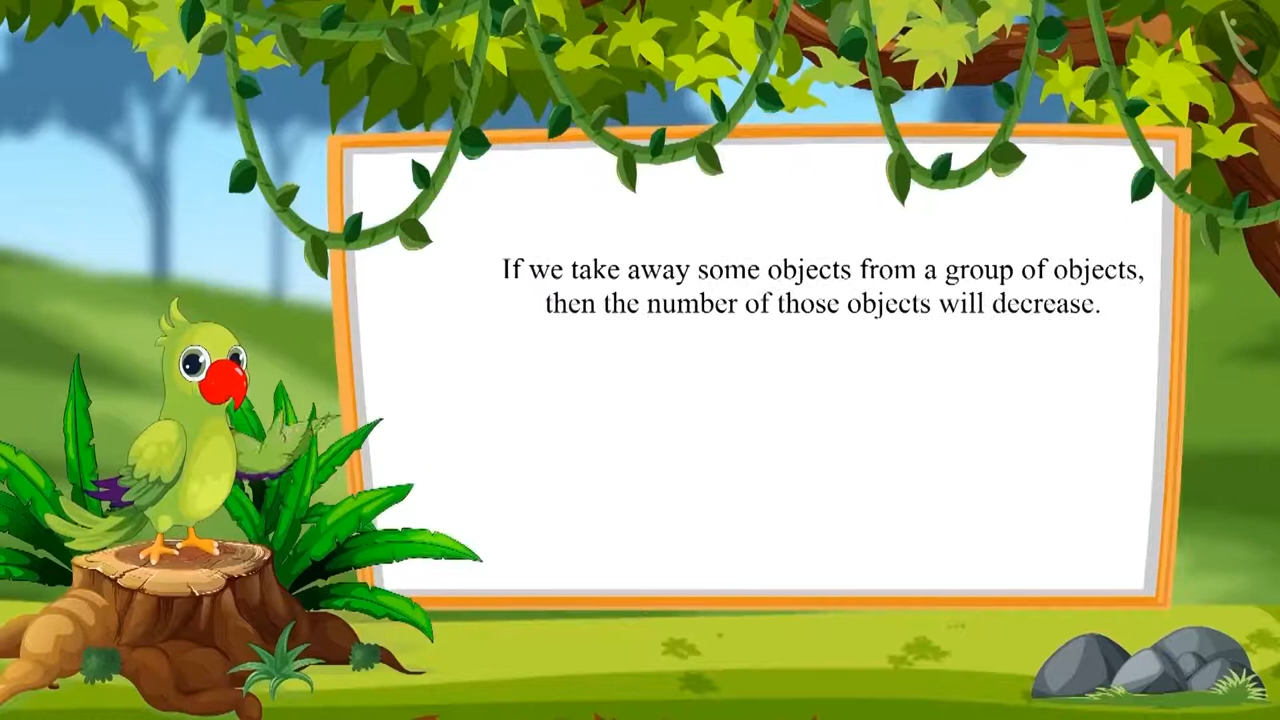 If we take away some objects from a group of objects,
then the number of those objects will decrease.